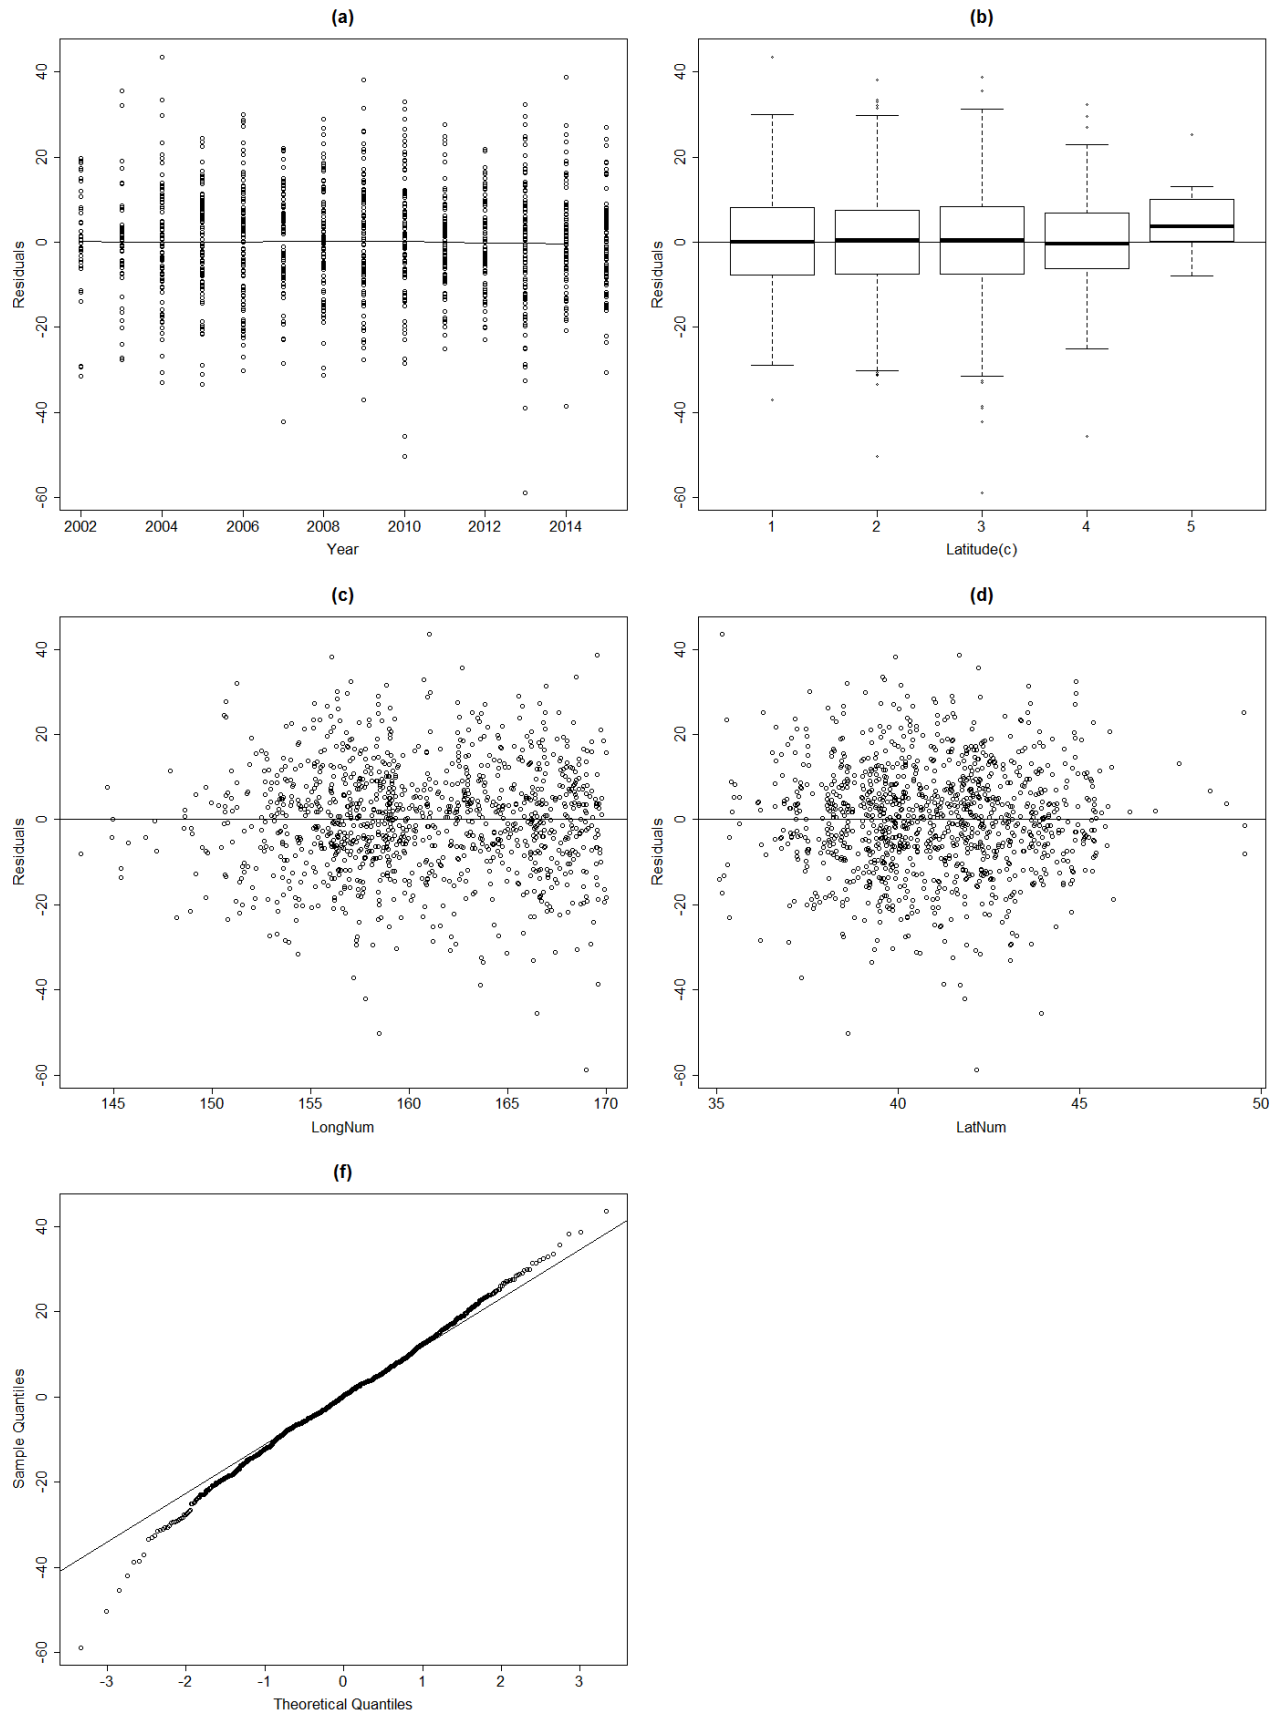 (a)
40
20
0
-20
-40
-60
Residuals
2002 2004 2006 2008 2010 2012 2014
Year
(b)
40
20
0
-20
-40
-60
Residuals
1 2 3 4 5
Latitude(c)
(c)
40
20
0
-20
-40
-60
Residuals
145 150 155 160 165 170
LongNum
(d)
40
20
0
-20
-40
-60
Residuals
35 40 45 50
LatNum
(f)
40
20
0
-20
-40
-60
Sample Quantiles
-3 -2 -1 0 1 2 3
Theoretical Quantiles